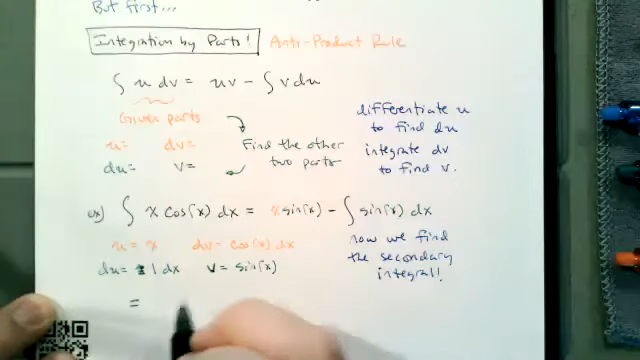 But first...
Integration by Parts! Anti-Product Rule
∫ u dv = uv - ∫ v du
Given parts
u= dv=
du= v=
Find the other
two parts
differentiate u
to find du
integrate dv
to find v.
ex) ∫ x cos(x) dx = x sin(x) - ∫ sin(x) dx
u = x dv = cos(x) dx
du = 1 dx v = sin(x)
now we find
the secondary
integral!
=